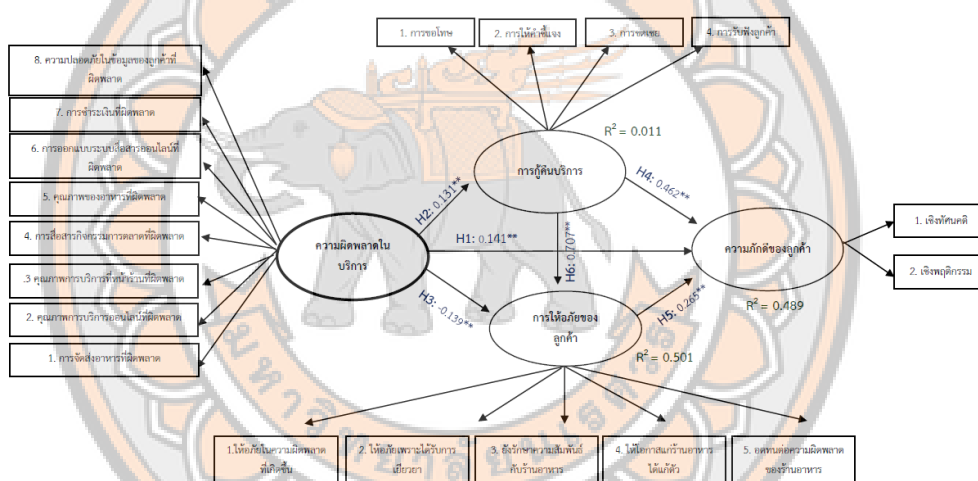 1. การขอโทษ
2. การให้คำชี้แจง
3. การชดเชย
4. การรับฟังลูกค้า
8. ความปลอดภัยในข้อมูลของลูกค้าที่
ผิดพลาด
7. การชำระเงินที่ผิดพลาด
6. การออกแบบระบบสื่อสารออนไลน์ที่
ผิดพลาด
5. คุณภาพของอาหารที่ผิดพลาด
4. การสื่อสารกิจกรรมการตลาดที่ผิดพลาด
.3 คุณภาพการบริการที่หน้าร้านที่ผิดพลาด
2. คุณภาพการบริการออนไลน์ที่ผิดพลาด
1. การจัดส่งอาหารที่ผิดพลาด
ความผิดพลาดใน
บริการ
H2: 0.131**
H1: 0.141**
H3: -0.139**
การกู้คืนบริการ
R² = 0.011
H4: 0.462**
H6: 0.707**
การให้อภัยของ
ลูกค้า
R² = 0.501
H5: 0.265**
ความภักดีของลูกค้า
R² = 0.489
1. เชิงทัศนคติ
2. เชิงพฤติกรรม
1.ให้อภัยในความผิดพลาด
ที่เกิดขึ้น
2. ให้อภัยเพราะได้รับการ
เยียวยา
3. ยังรักษาความสัมพันธ์
กับร้านอาหาร
4. ให้โอกาสแก่ร้านอาหาร
ได้แก้ตัว
5. อดทนต่อความผิดพลาด
ของร้านอาหาร
มหาวิทยาลัยนเรศวร